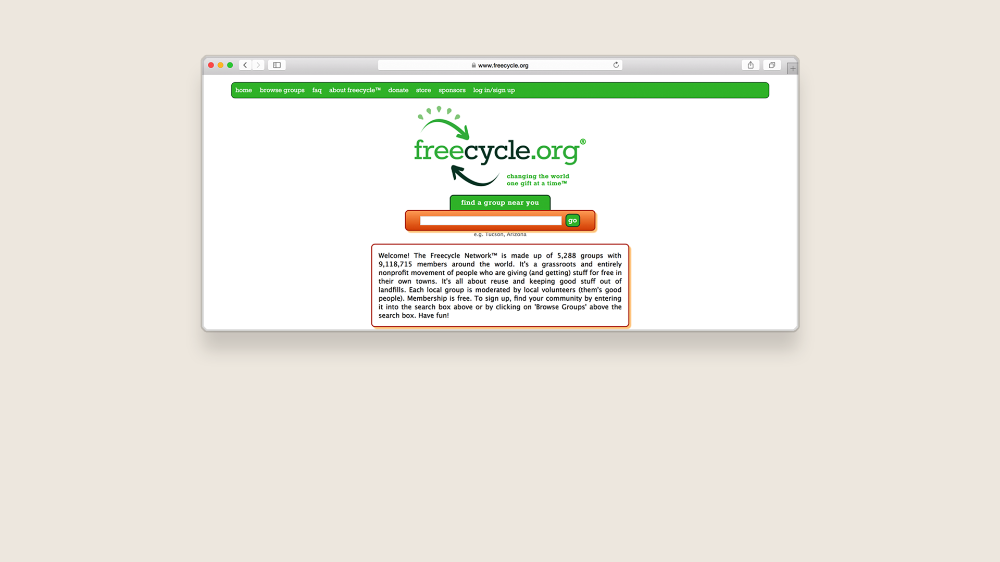 www.freecycle.org
home browse groups faq about freecycle™ donate store sponsors log in/sign up
freecycle.org®
changing the world
one gift at a time™
find a group near you
go
e.g. Tucson, Arizona
Welcome! The Freecycle Network™ is made up of 5,288 groups with
9,118,715 members around the world. It's a grassroots and entirely
nonprofit movement of people who are giving (and getting) stuff for free in
their own towns. It's all about reuse and keeping good stuff out of
landfills. Each local group is moderated by local volunteers (them's good
people). Membership is free. To sign up, find your community by entering
it into the search box above or by clicking on 'Browse Groups' above the
search box. Have fun!